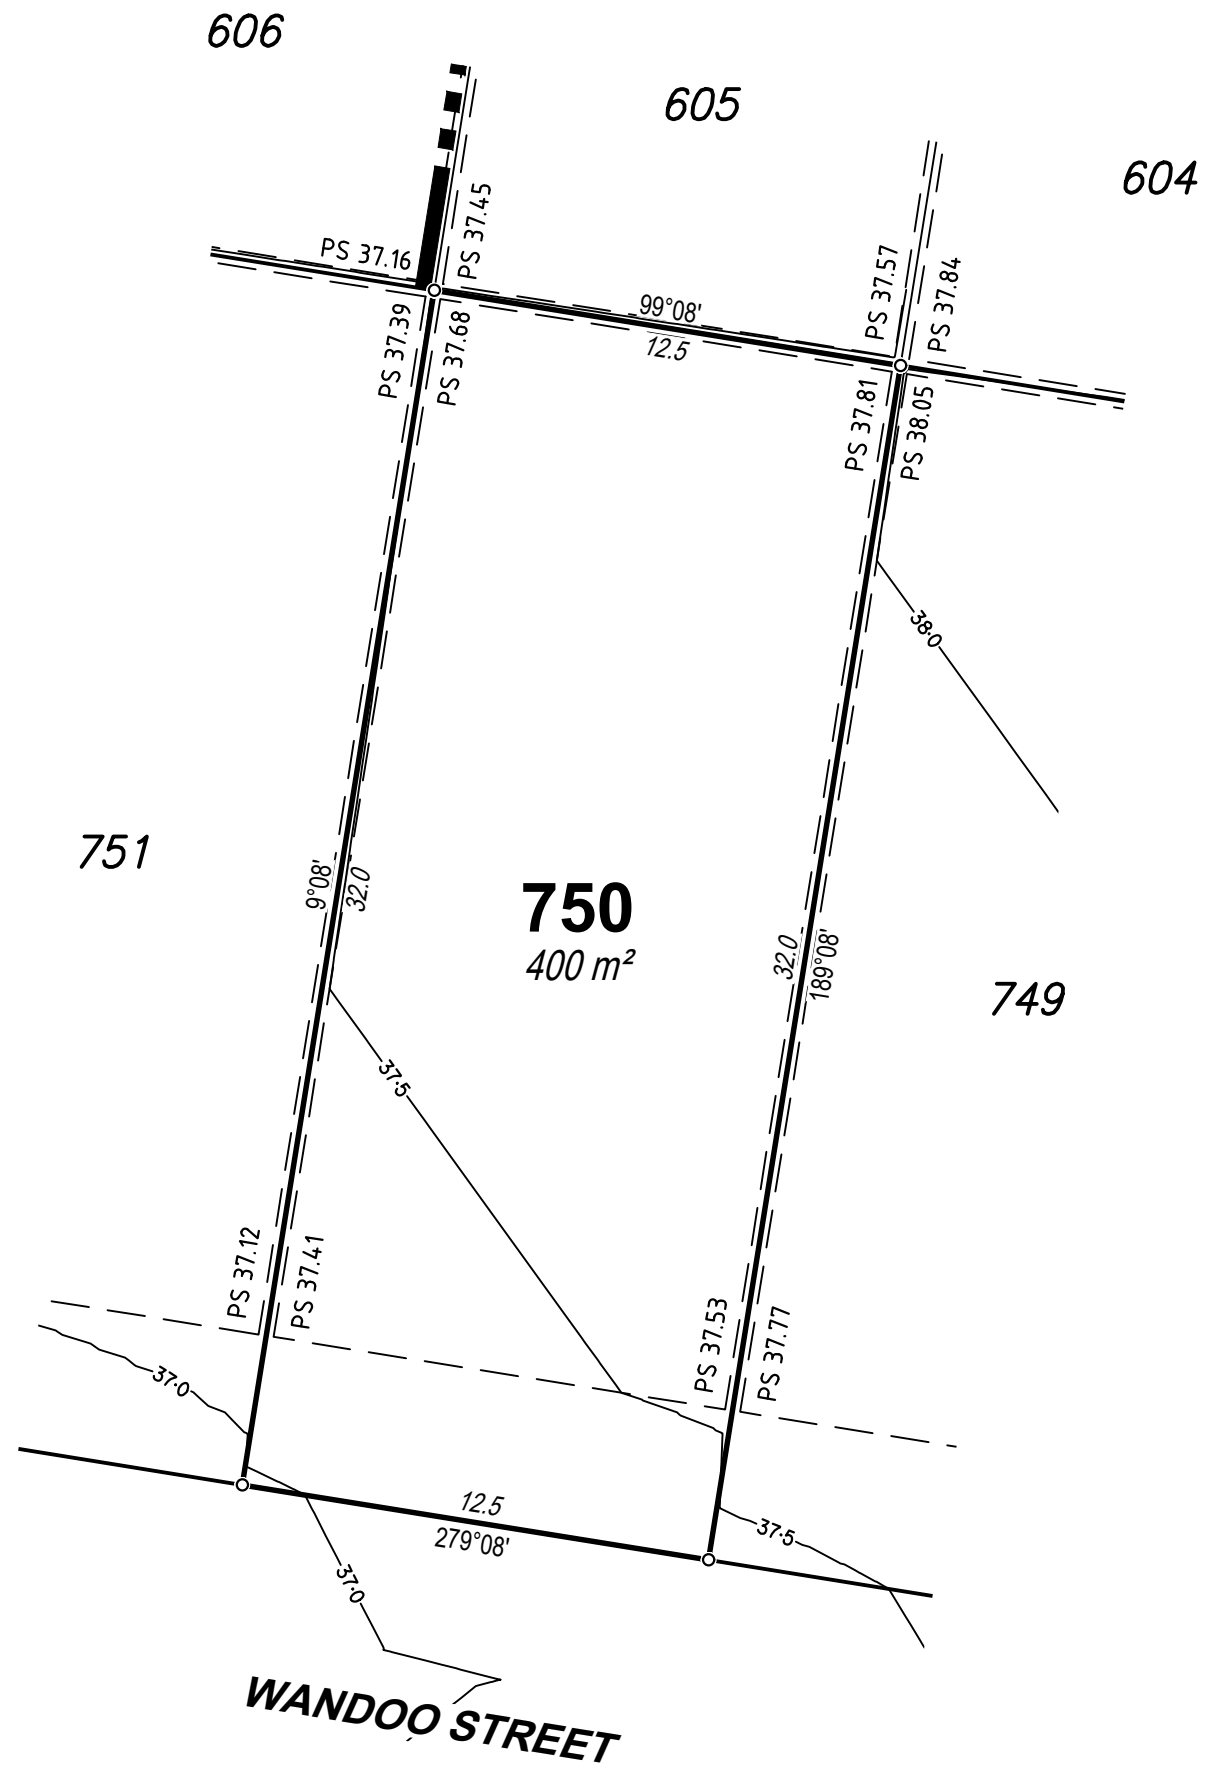 606
605
604
PS 37.16
PS 37.45
PS 37.57
PS 37.84
99°08'
12.5
PS 37.39
PS 37.68
PS 37.81
PS 38.05
38·0
751
9°08'
32.0
750
400 m²
32.0
189°08'
749
37·5
PS 37.12
PS 37.41
PS 37.53
PS 37.77
37·0
12.5
279°08'
37·5
37·0
WANDOO STREET